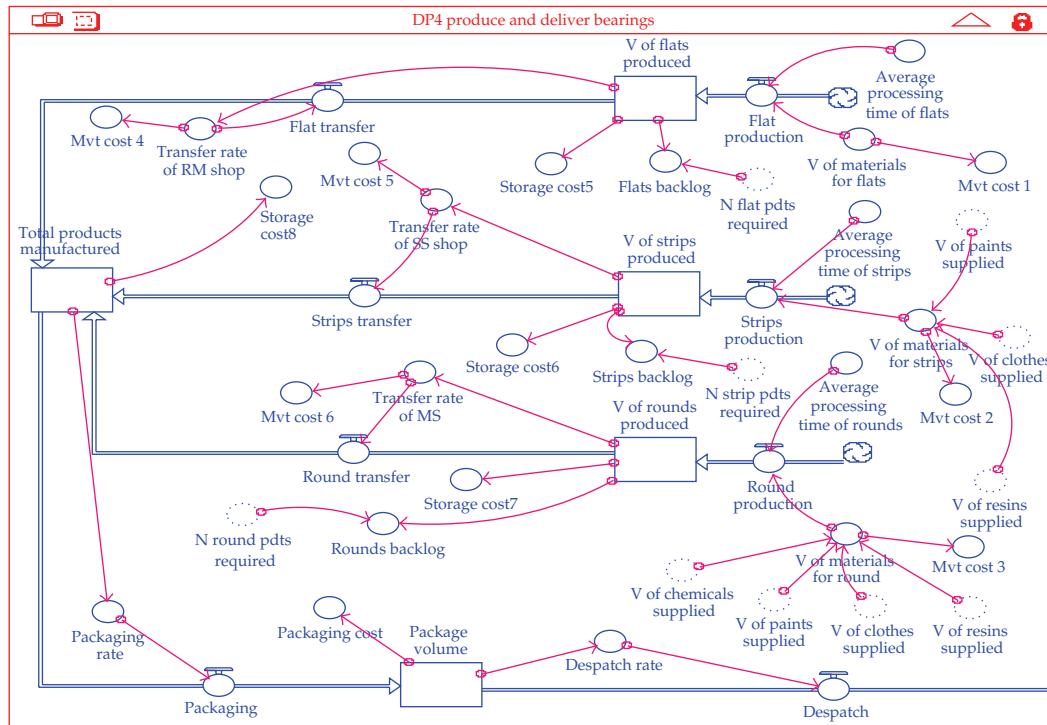 DP4 produce and deliver bearings
V of flats
produced
Average
processing
time of flats
Flat
production
Flat transfer
Mvt cost 4
Transfer rate
of RM shop
Mvt cost 5
Storage cost5
Flats backlog
V of materials
for flats
Mvt cost 1
N flat pdts
required
Storage
cost8
Transfer rate
of SS shop
Total products
manufactured
V of strips
produced
Average
processing
time of strips
V of paints
supplied
Strips transfer
Strips
production
V of materials
for strips
V of clothes
supplied
Storage cost6
Strips backlog
N strip pdts
required
Average
processing
time of rounds
Mvt cost 2
Mvt cost 6
Transfer rate
of MS
V of rounds
produced
Round transfer
Storage cost7
Round
production
V of resins
supplied
N round pdts
required
Rounds backlog
V of materials
for round
Mvt cost 3
V of chemicals
supplied
V of paints
supplied
V of clothes
supplied
V of resins
supplied
Packaging
rate
Packaging cost
Package
volume
Despatch rate
Packaging
Despatch